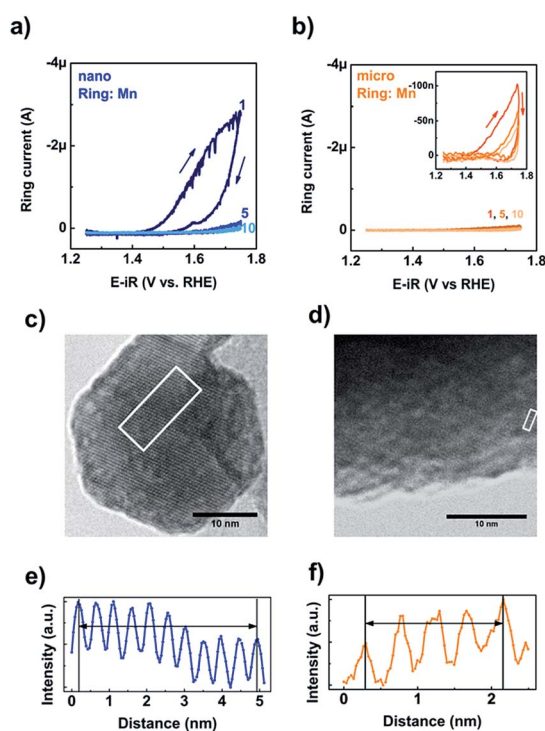 a)
-4µ
-2µ
0
Ring current (A)
nano
Ring: Mn
1
5
10
1.2 1.4 1.6 1.8
E-iR (V vs. RHE)
b)
-4µ
-2µ
0
Ring current (A)
micro
Ring: Mn
-100n
-50n
0
1.2 1.4 1.6 1.8
1, 5, 10
1.2 1.4 1.6 1.8
E-iR (V vs RHE)
c)
10 nm
d)
10 nm
e)
Intensity (a.u.)
0 1 2 3 4 5
Distance (nm)
f)
Intensity (a.u.)
0 1 2
Distance (nm)